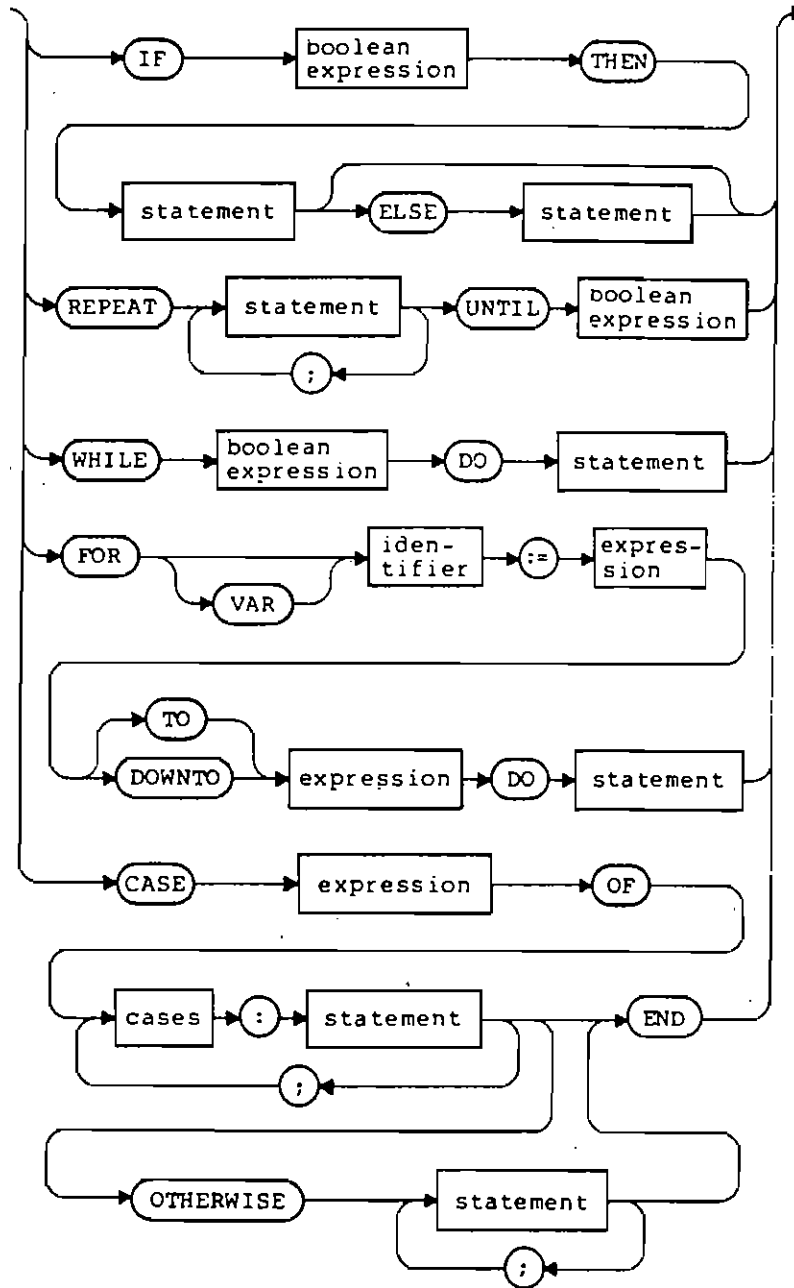 IF boolean expression THEN
statement ELSE statement
REPEAT statement UNTIL boolean expression
;
WHILE boolean expression DO statement
FOR iden- tifier := expres- sion
VAR
TO
DOWNTO expression DO statement
CASE expression OF
cases : statement END
;
OTHERWISE statement
;